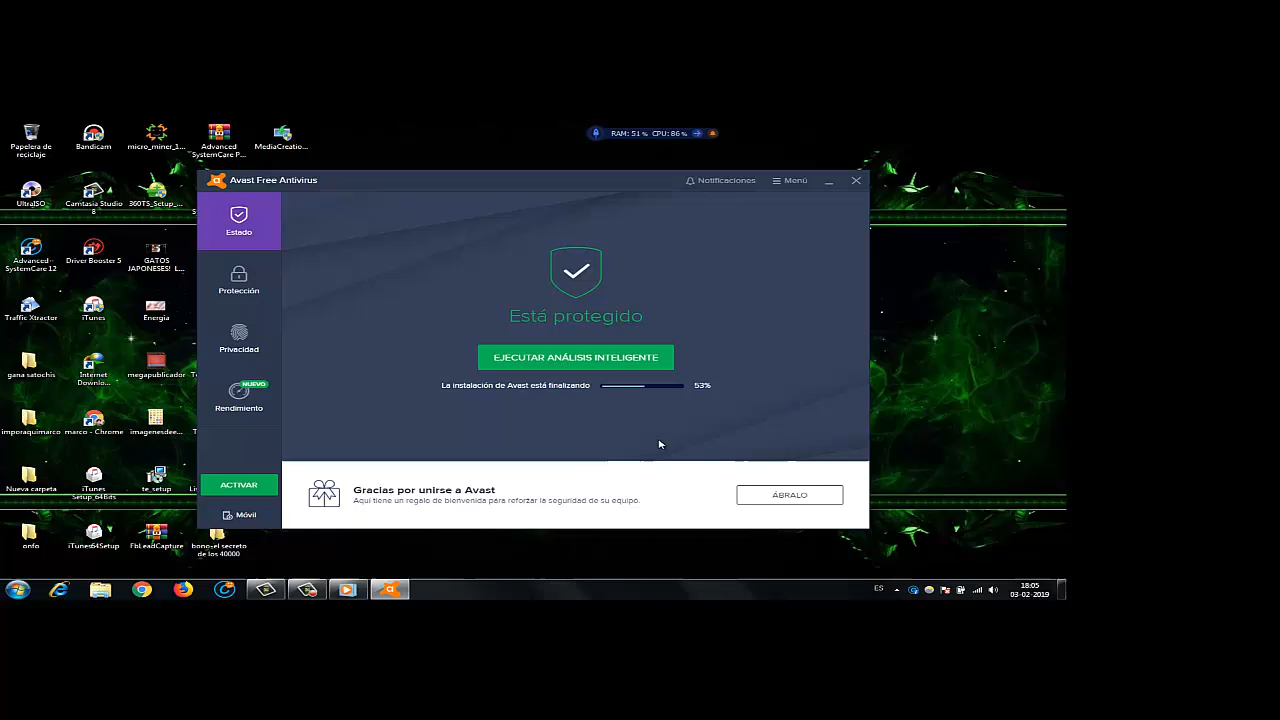 Papelera de
reciclaje
Bandicam
micro_miner_1...
Advanced
SystemCare P...
MediaCreatio...
RAM: 51 % CPU: 86 %
Avast Free Antivirus
Notificaciones
Menú
UltraISO
Camtasia Studio
8
360TS_Setup_...
Estado
Advanced
SystemCare 12
Driver Booster 5
GATOS
JAPONESES! L...
Protección
Está protegido
Traffic Xtractor
iTunes
Energia
Privacidad
EJECUTAR ANÁLISIS INTELIGENTE
gana satochis
Internet
Downlo...
megapublicador
NUEVO
Rendimiento
La instalación de Avast está finalizando
53%
imporaquimarco
marco - Chrome
imagenesdee...
Nueva carpeta
iTunes
Setup_64Bits
te_setup
ACTIVAR
Gracias por unirse a Avast
Aquí tiene un regalo de bienvenida para reforzar la seguridad de su equipo.
ÁBRALO
Móvil
onfo
iTunes64Setup
FbLeadCapture
bono-el secreto
de los 40000
ES
18:05
03-02-2019